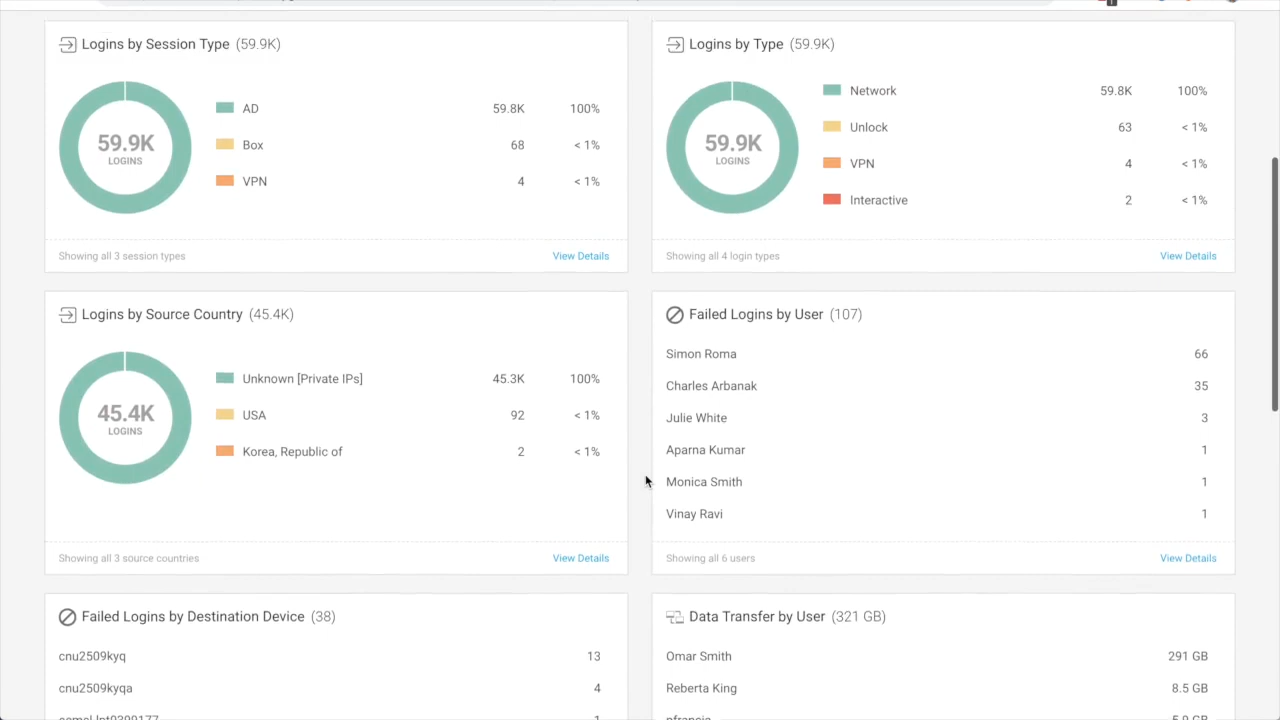 Logins by Session Type (59.9K)
59.9K
LOGINS
AD 59.8K 100%
Box 68 < 1%
VPN 4 < 1%
Showing all 3 session types View Details
Logins by Type (59.9K)
59.9K
LOGINS
Network 59.8K 100%
Unlock 63 < 1%
VPN 4 < 1%
Interactive 2 < 1%
Showing all 4 login types View Details
Logins by Source Country (45.4K)
45.4K
LOGINS
Unknown [Private IPs] 45.3K 100%
USA 92 < 1%
Korea, Republic of 2 < 1%
Showing all 3 source countries View Details
Failed Logins by User (107)
Simon Roma 66
Charles Arbanak 35
Julie White 3
Aparna Kumar 1
Monica Smith 1
Vinay Ravi 1
Showing all 6 users View Details
Failed Logins by Destination Device (38)
cnu2509kyq 13
cnu2509kyqa 4
Data Transfer by User (321 GB)
Omar Smith 291 GB
Reberta King 8.5 GB